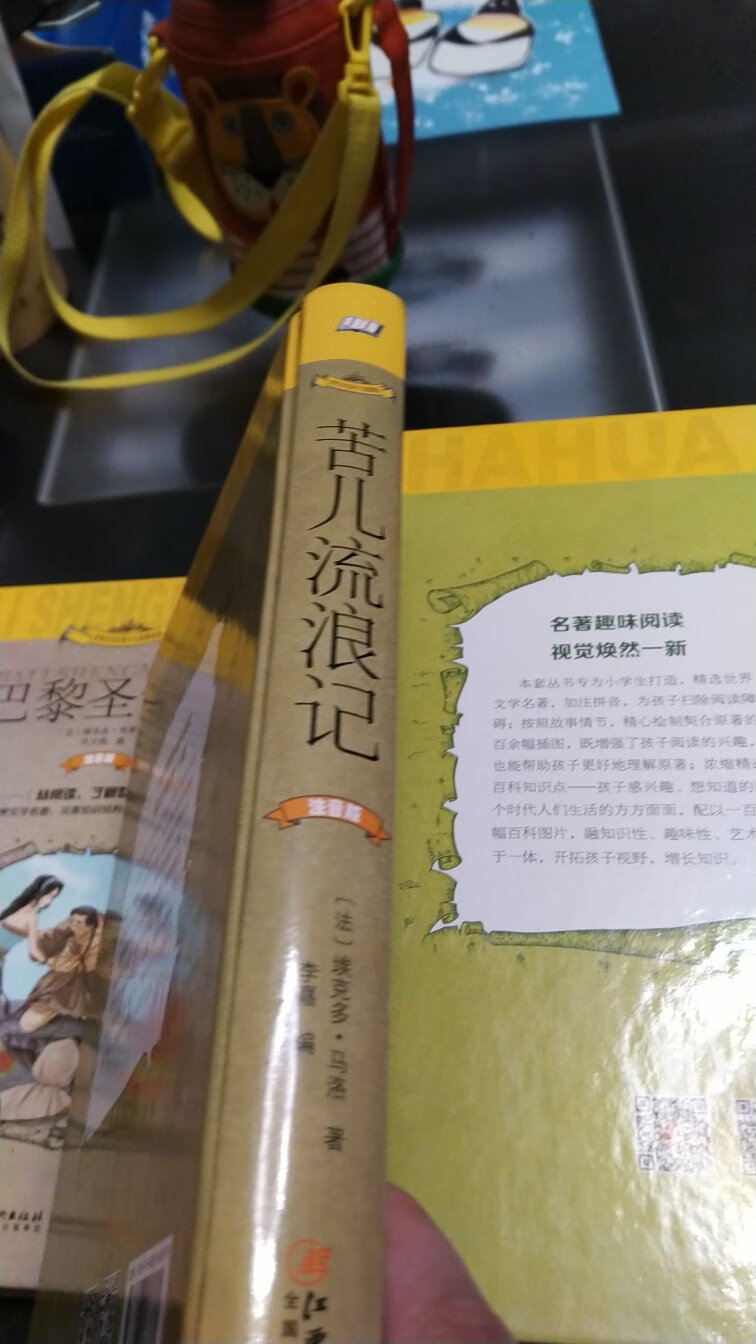 苦儿流浪记
注音版
（法）埃克多·马洛 著
李嘉 编
全国
巴黎圣
HAHUA
名著趣味阅读
视觉焕然一新
本套丛书专为小学生打造，精选世界
文学名著，加注拼音，为孩子扫除阅读障
碍；按照故事情节，精心绘制契合原著的
百余幅插图，既增强了孩子阅读的兴趣，
也能帮助孩子更好地理解原著；浓缩精选
百科知识点——孩子感兴趣、想知道的
个时代人们生活的方方面面，配以一百
幅百科图片，融知识性、趣味性、艺术
于一体，开拓孩子视野，增长知识。